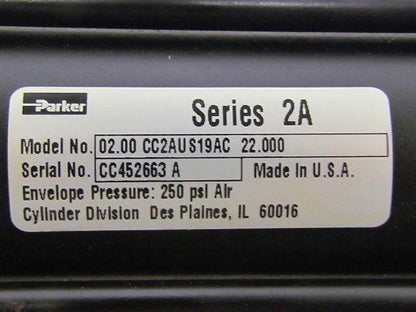 Parker
Series 2A
Model No. 02.00 CC2AUS19AC 22.000
Serial No. CC452663 A Made In U.S.A.
Envelope Pressure: 250 psi Air
Cylinder Division Des Plaines, IL 60016